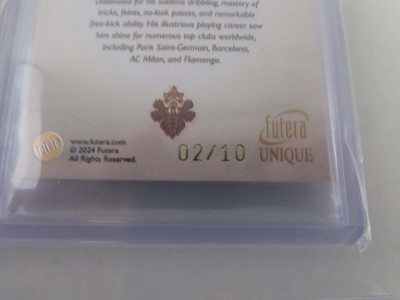 celebrated for his sublime dribbling, mastery of
tricks, feints, no-look passes, and remarkable
free-kick ability. His illustrious playing career saw
him shine for numerous top clubs worldwide,
including Paris Saint-Germain, Barcelona,
AC Milan, and Flamengo.
futera
www.futera.com
© 2024 Futera
All Rights Reserved.
02/10
futera
UNIQUE